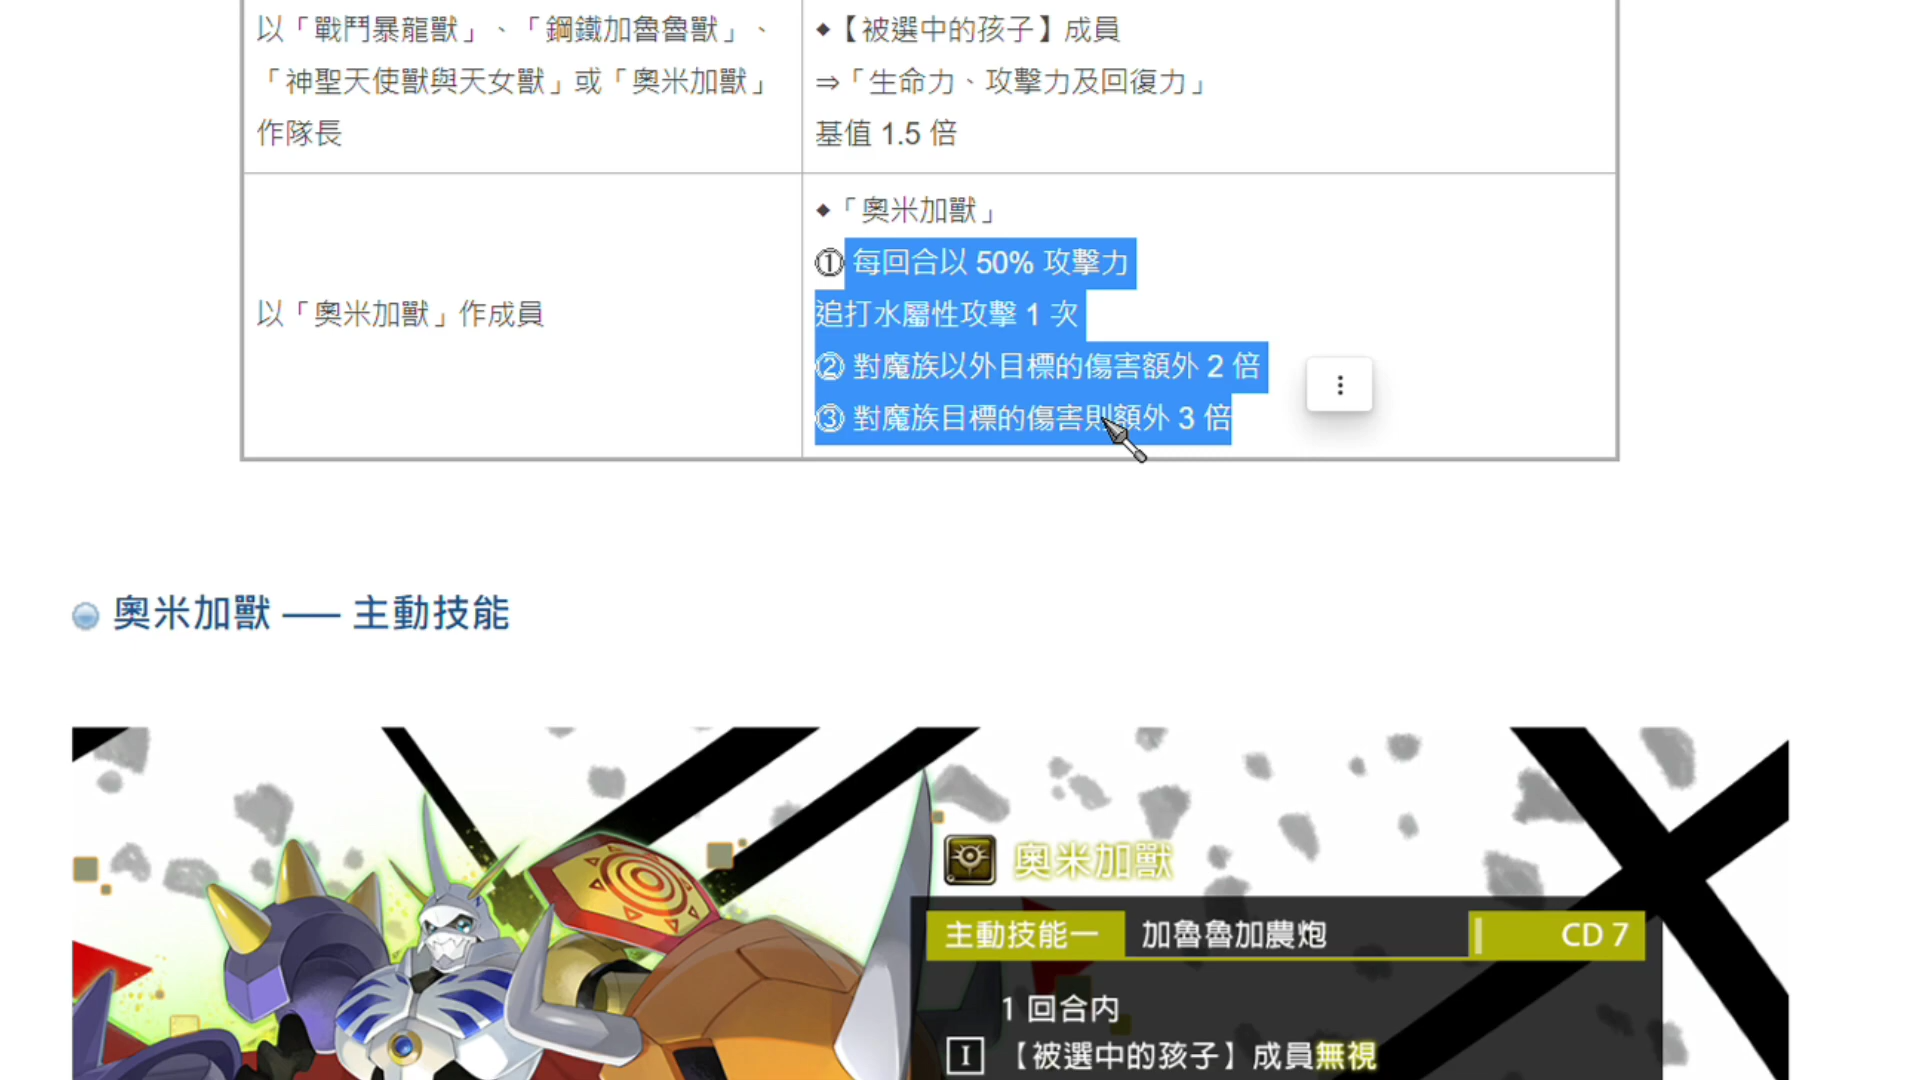 以「戰鬥暴龍獸」、「鋼鐵加魯魯獸」、
「神聖天使獸與天女獸」或「奧米加獸」
作隊長
◆【被選中的孩子】成員
⇒「生命力、攻擊力及回復力」
基值 1.5 倍
以「奧米加獸」作成員
◆「奧米加獸」
① 每回合以 50% 攻擊力
追打水屬性攻擊 1 次
② 對魔族以外目標的傷害額外 2 倍
③ 對魔族目標的傷害則額外 3 倍
奧米加獸 —— 主動技能
奧米加獸
主動技能一 加魯魯加農炮 CD 7
1 回合內
I 【被選中的孩子】成員無視